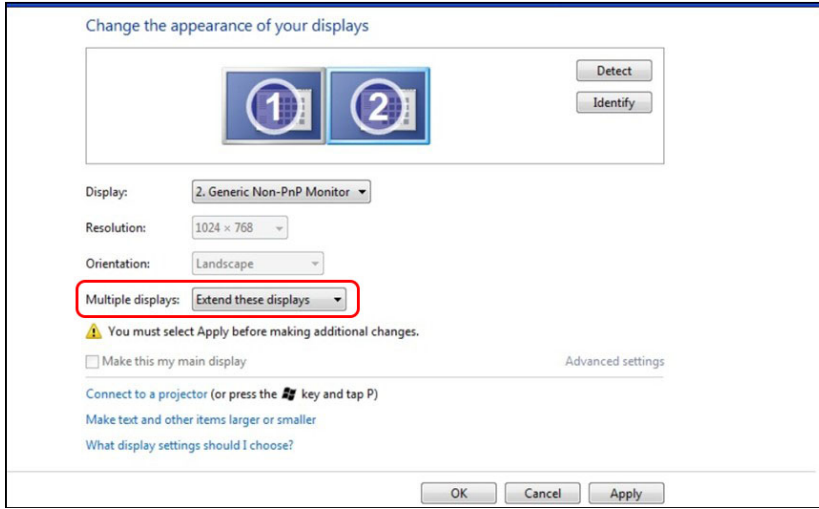 Change the appearance of your displays
1
2
Detect
Identify
Display:
2. Generic Non-PnP Monitor
Resolution:
1024 × 768
Orientation:
Landscape
Multiple displays:
Extend these displays
You must select Apply before making additional changes.
Make this my main display
Advanced settings
Connect to a projector (or press the key and tap P)
Make text and other items larger or smaller
What display settings should I choose?
OK
Cancel
Apply